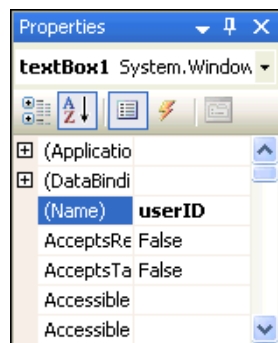 Properties
textBox1 System.Window
(Applicatio
(DataBindi
(Name) userID
AcceptsRe False
AcceptsTa False
Accessible
Accessible